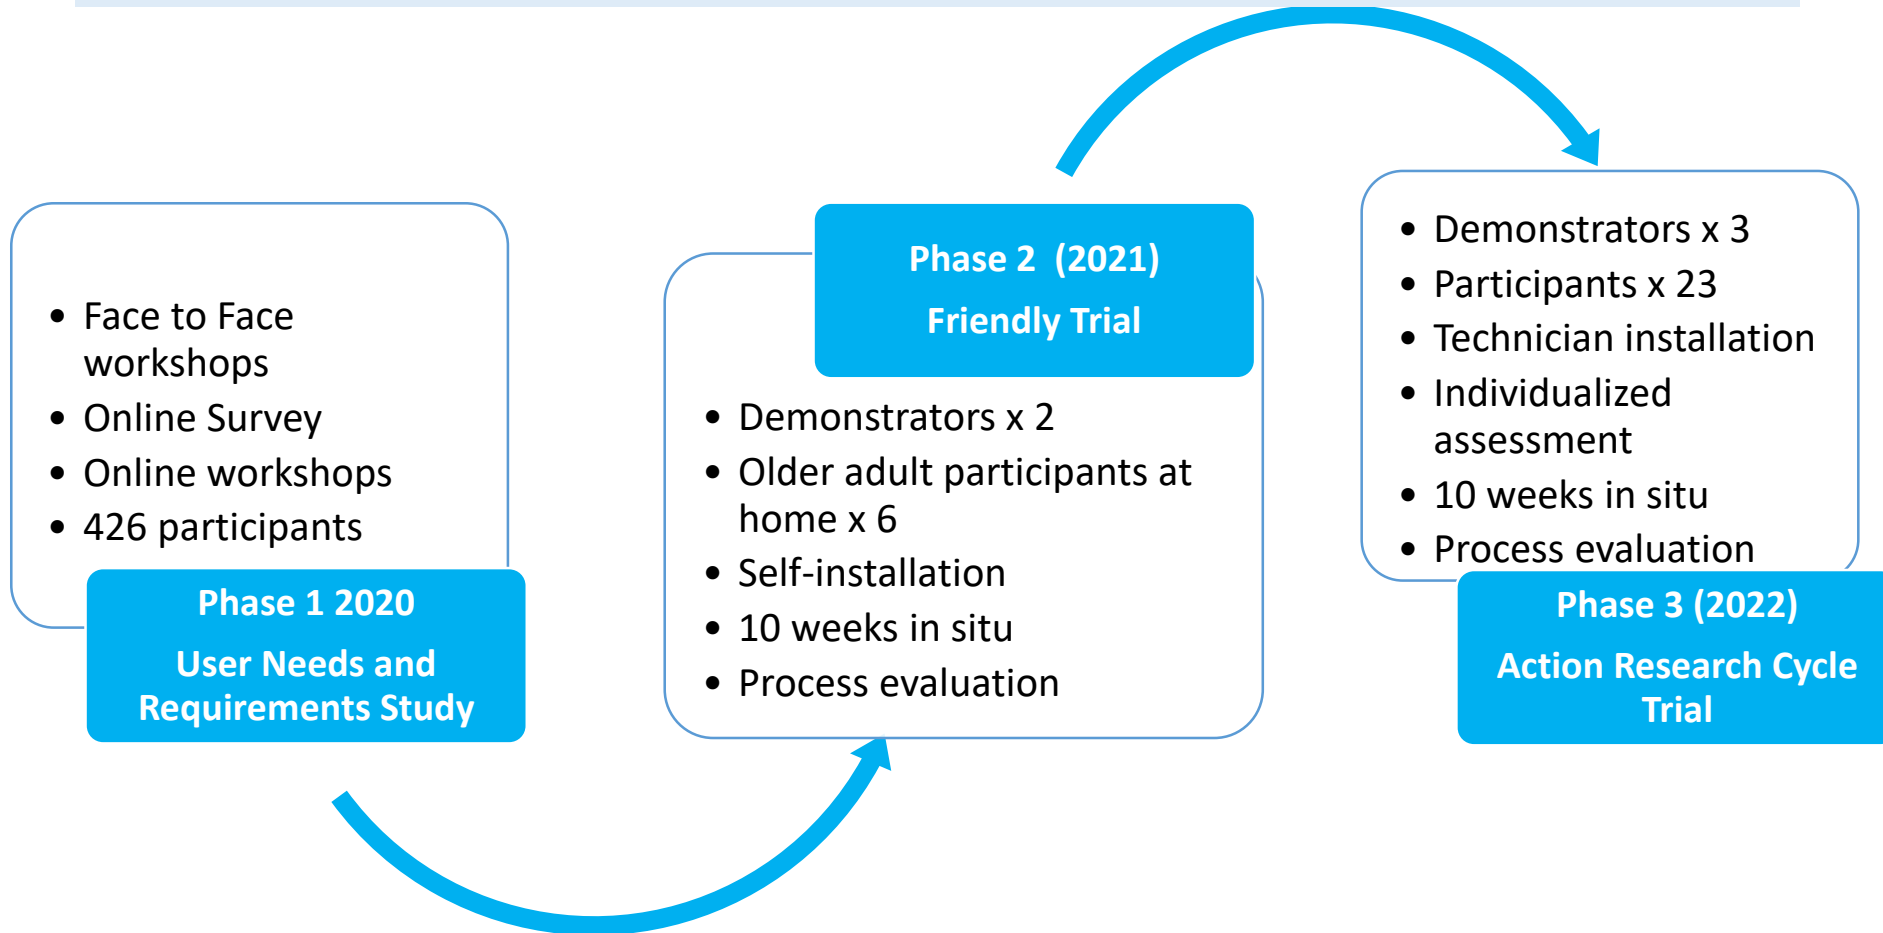 • Face to Face
workshops
• Online Survey
• Online workshops
• 426 participants
Phase 1 2020
User Needs and
Requirements Study
Phase 2  (2021)
Friendly Trial
• Demonstrators x 2
• Older adult participants at
home x 6
• Self-installation
• 10 weeks in situ
• Process evaluation
• Demonstrators x 3
• Participants x 23
• Technician installation
• Individualized
assessment
• 10 weeks in situ
• Process evaluation
Phase 3 (2022)
Action Research Cycle
Trial